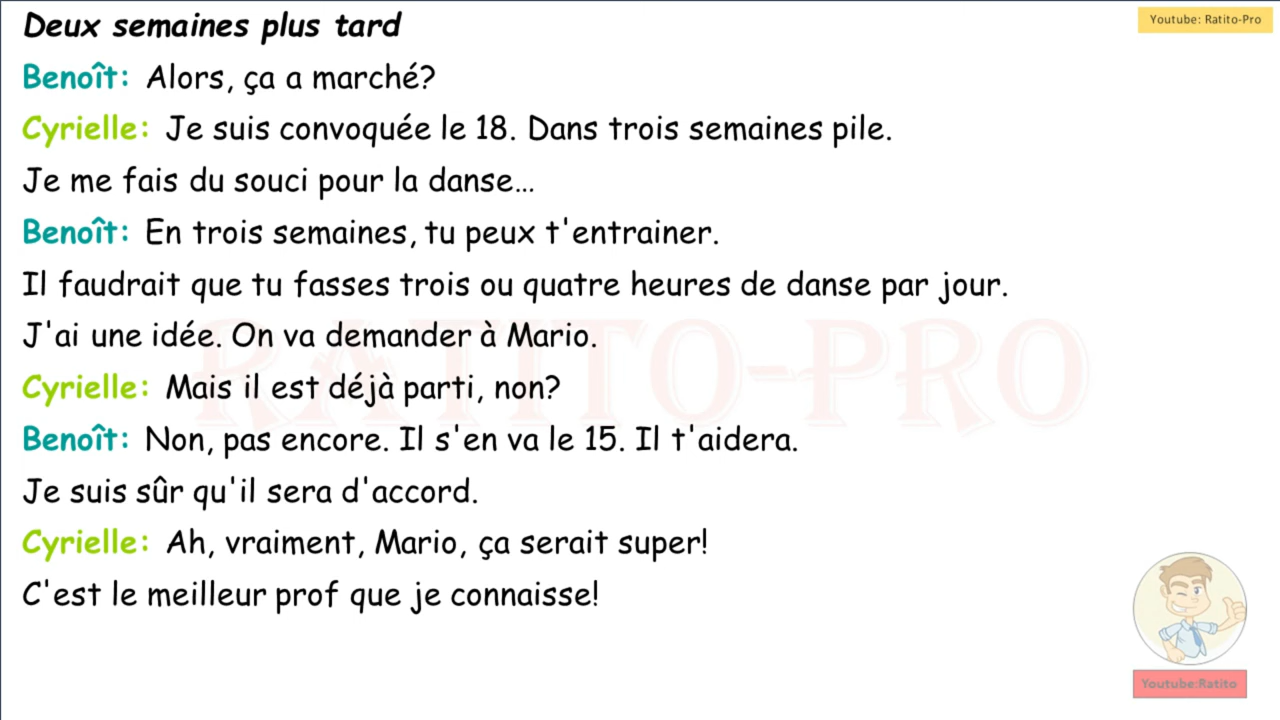 Deux semaines plus tard
Youtube: Ratito-Pro
Benoît: Alors, ça a marché?
Cyrielle: Je suis convoquée le 18. Dans trois semaines pile.
Je me fais du souci pour la danse...
Benoît: En trois semaines, tu peux t'entrainer.
Il faudrait que tu fasses trois ou quatre heures de danse par jour.
J'ai une idée. On va demander à Mario.
RATITO-PRO
Cyrielle: Mais il est déjà parti, non?
Benoît: Non, pas encore. Il s'en va le 15. Il t'aidera.
Je suis sûr qu'il sera d'accord.
Cyrielle: Ah, vraiment, Mario, ça serait super!
C'est le meilleur prof que je connaisse!
Youtube:Ratito